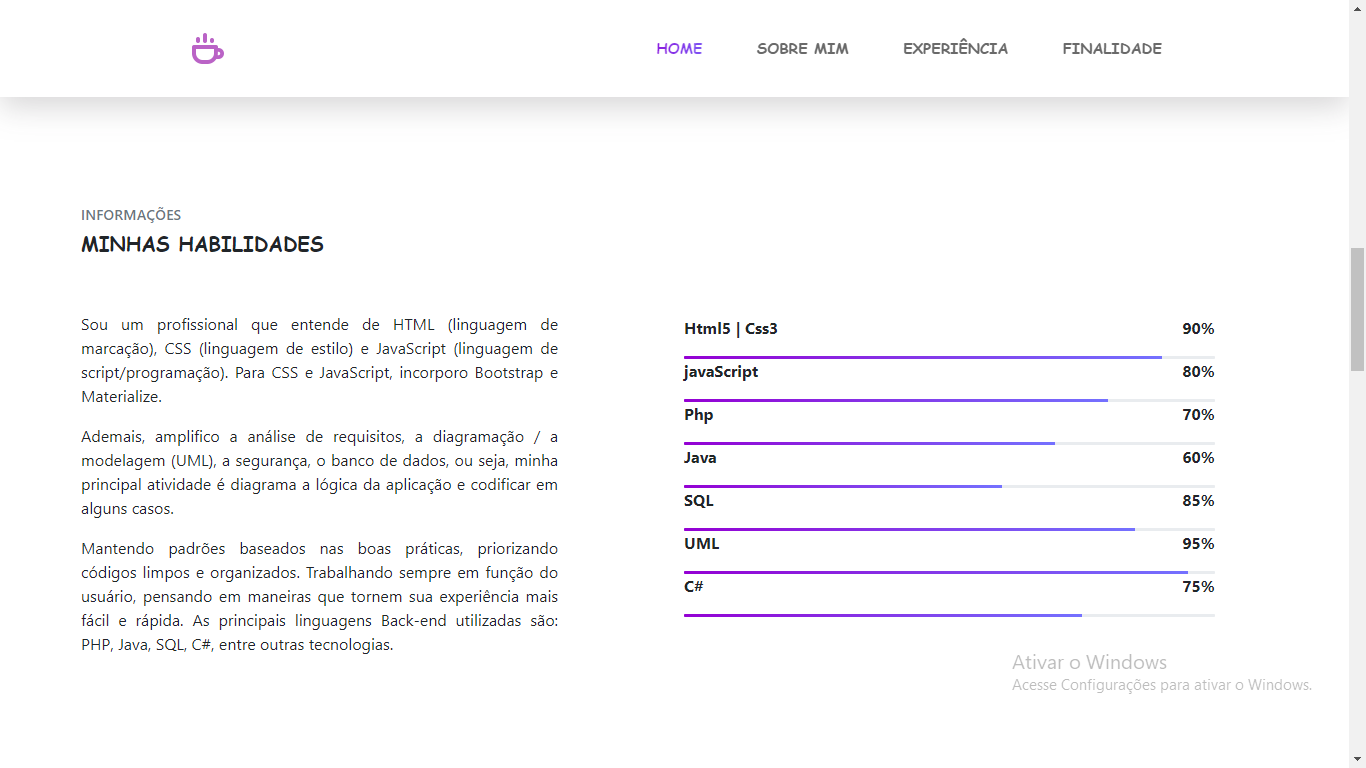 HOME SOBRE MIM EXPERIÊNCIA FINALIDADE
INFORMAÇÕES
MINHAS HABILIDADES
Sou um profissional que entende de HTML (linguagem de
marcação), CSS (linguagem de estilo) e JavaScript (linguagem de
script/programação). Para CSS e JavaScript, incorporo Bootstrap e
Materialize.
Ademais, amplifico a análise de requisitos, a diagramação / a
modelagem (UML), a segurança, o banco de dados, ou seja, minha
principal atividade é diagrama a lógica da aplicação e codificar em
alguns casos.
Mantendo padrões baseados nas boas práticas, priorizando
códigos limpos e organizados. Trabalhando sempre em função do
usuário, pensando em maneiras que tornem sua experiência mais
fácil e rápida. As principais linguagens Back-end utilizadas são:
PHP, Java, SQL, C#, entre outras tecnologias.
Html5 | Css3 90%
javaScript 80%
Php 70%
Java 60%
SQL 85%
UML 95%
C# 75%
Ativar o Windows
Acesse Configurações para ativar o Windows.